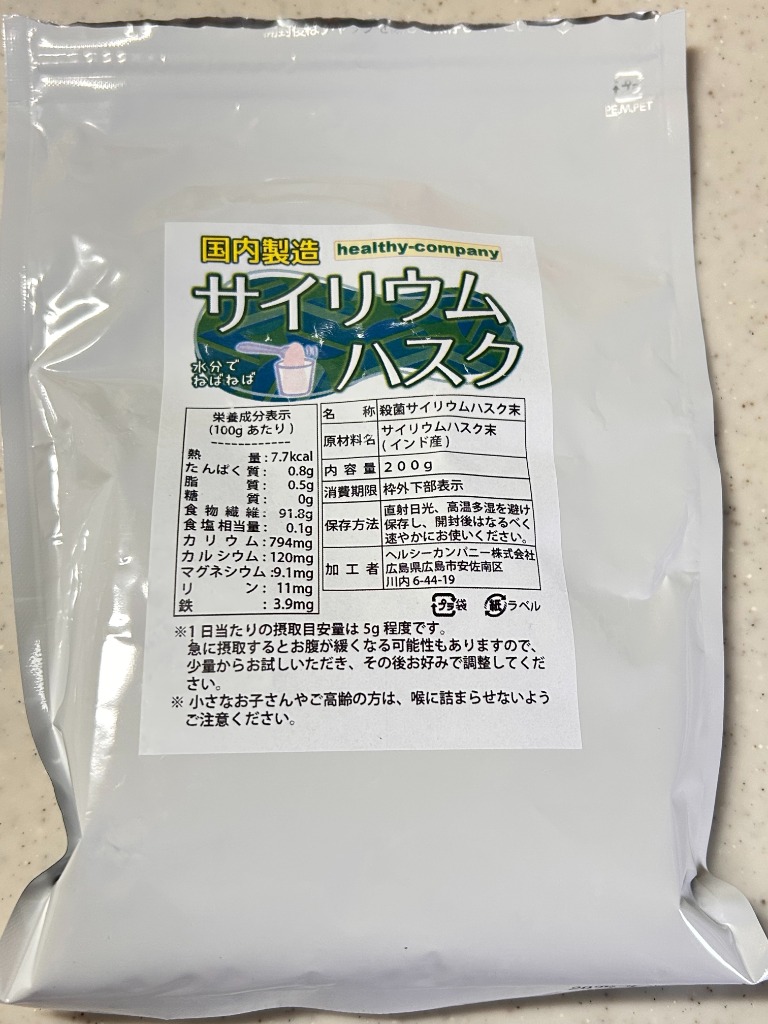 PE,M,PET
国内製造 healthy-company
サイリウム
ハスク
水分で
ねばねば
栄養成分表示
(100gあたり)
熱量:7.7kcal
たんぱく質:0.8g
脂質:0.5g
糖質:0g
食物繊維:91.8g
食塩相当量:0.1g
カリウム:794mg
カルシウム:120mg
マグネシウム:9.1mg
リン:11mg
鉄:3.9mg
名称 殺菌サイリウムハスク末
原材料名 サイリウムハスク末
(インド産)
内容量 200g
消費期限 枠外下部表示
保存方法 直射日光、高温多湿を避け
保存し、開封後はなるべく
速やかにお使いください。
加工者 ヘルシーカンパニー株式会社
広島県広島市安佐南区
川内6-44-19
プラ 袋 紙 ラベル
※1日当たりの摂取目安量は5g程度です。
急に摂取するとお腹が緩くなる可能性もありますので、
少量からお試しいただき、その後お好みで調整してくだ
さい。
※ 小さなお子さんやご高齢の方は、喉に詰まらせないよう
ご注意ください。